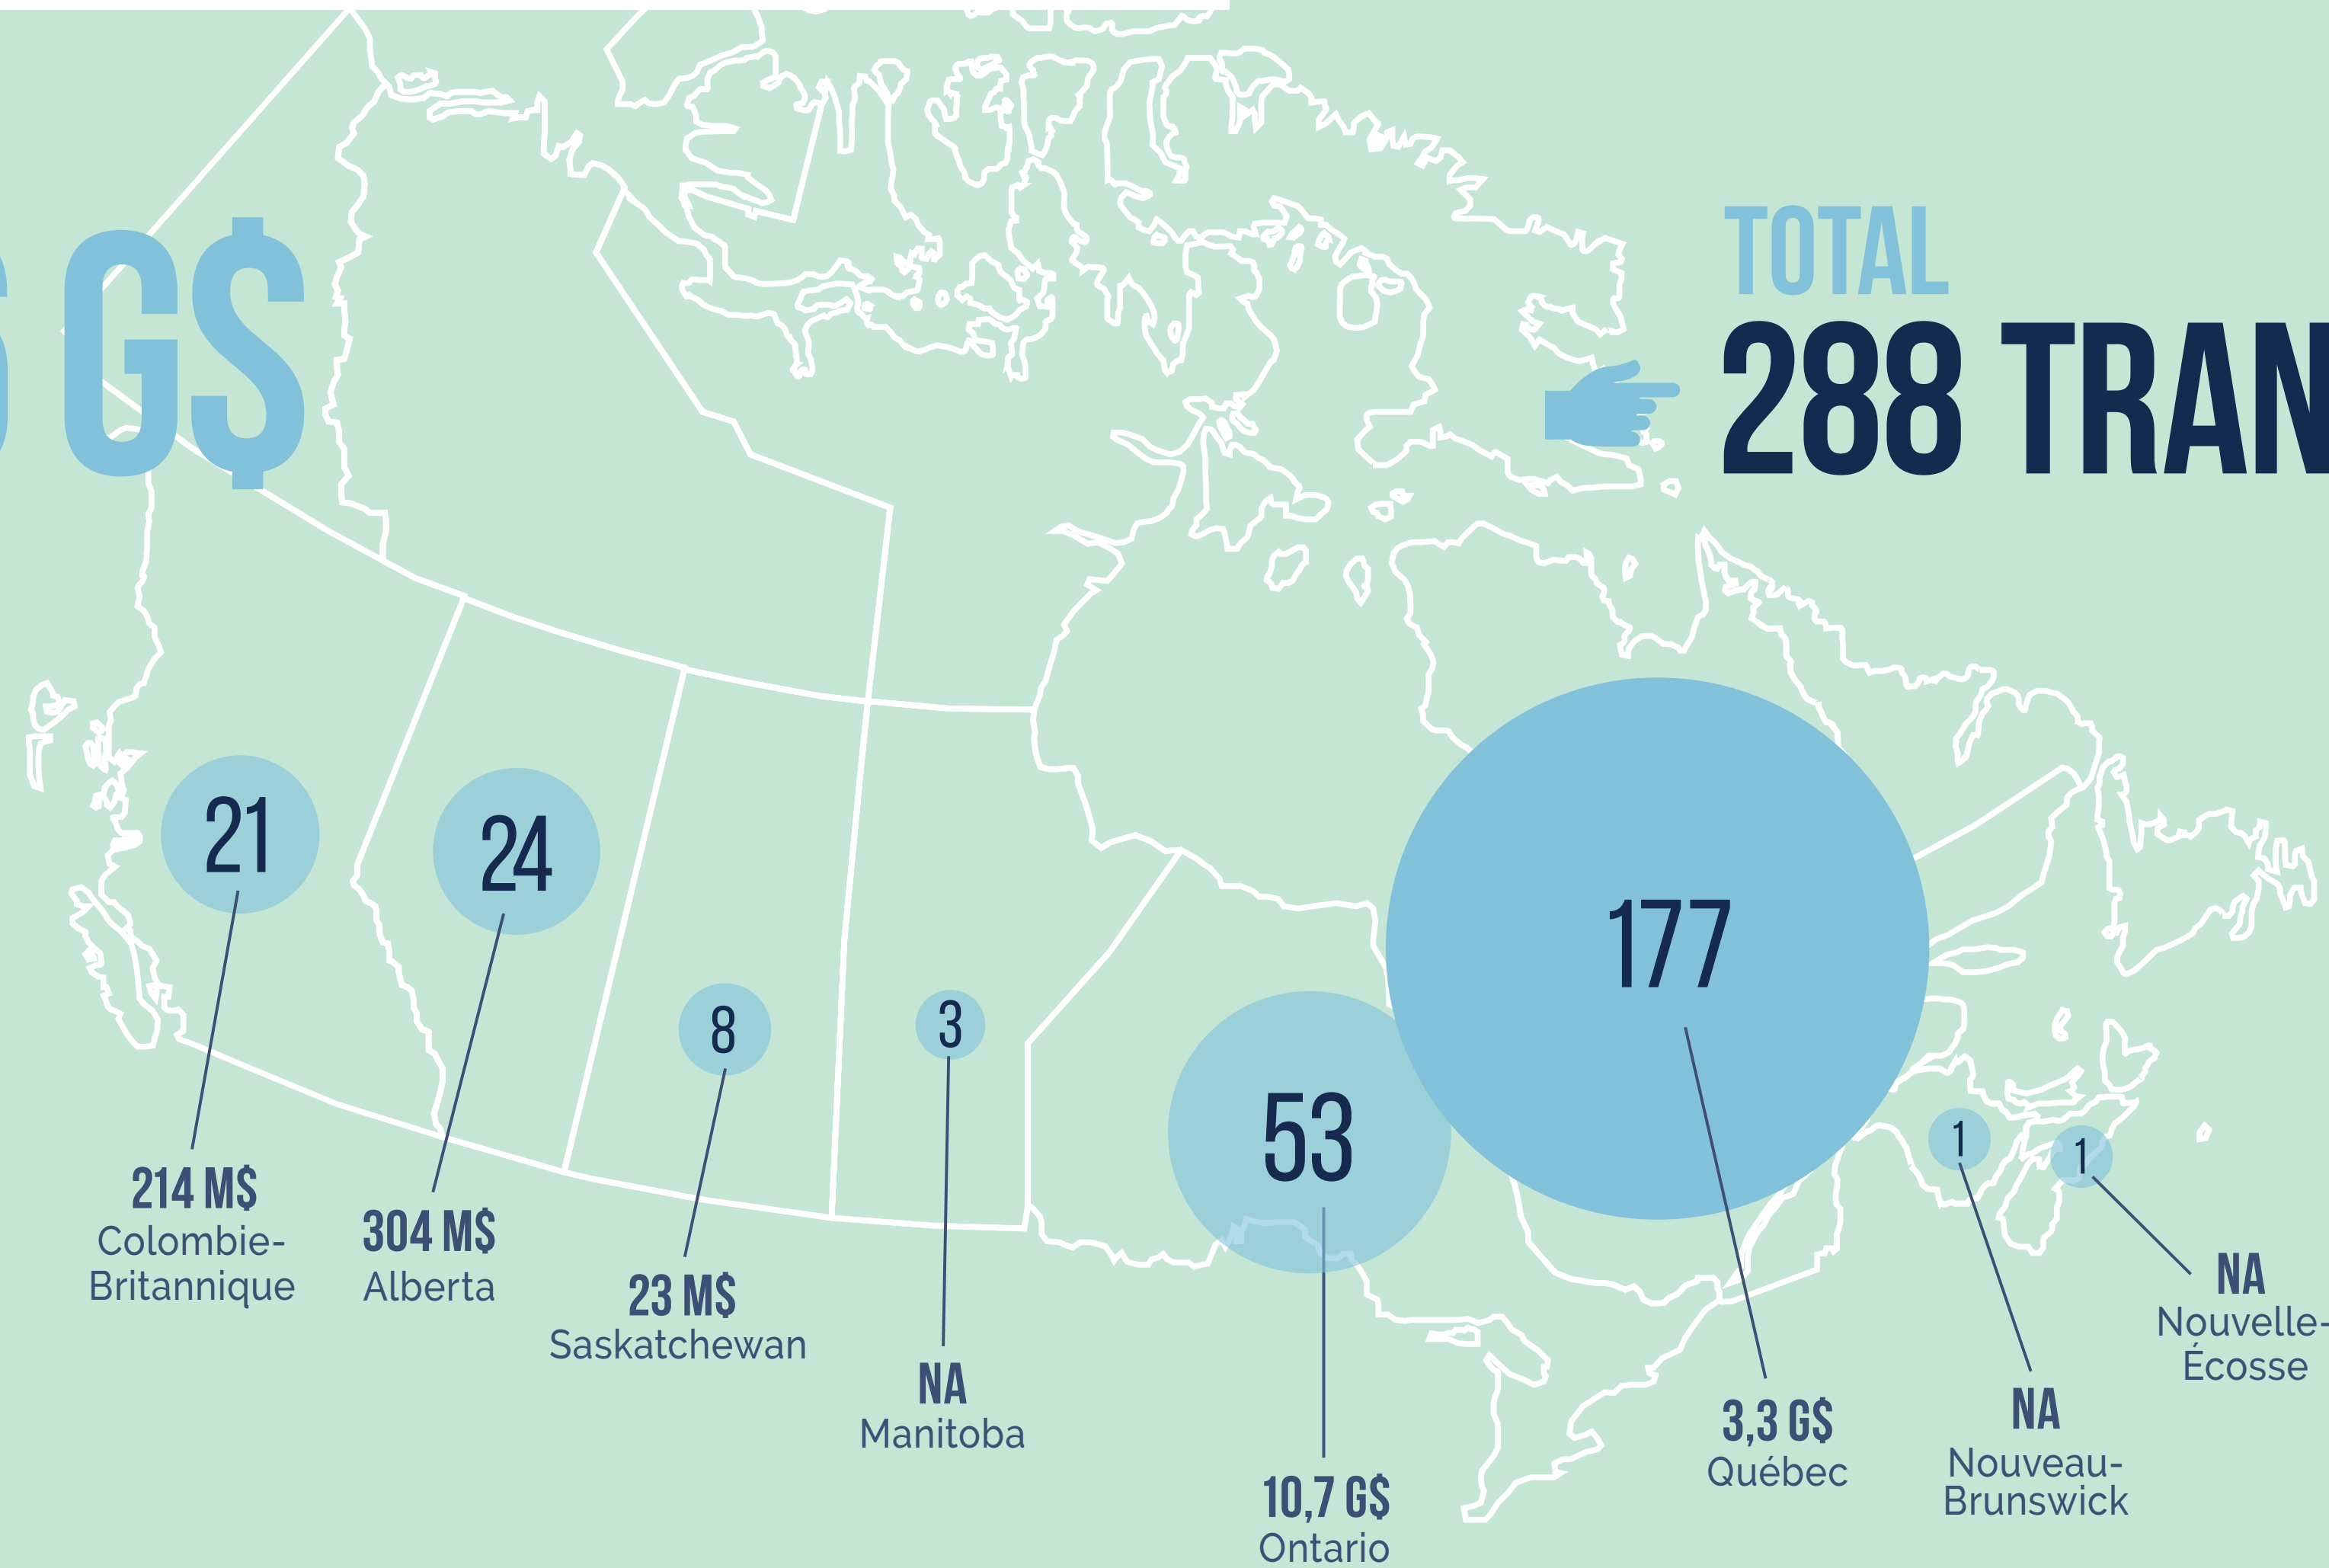 G$
TOTAL
288 TRAN
21
24
8
3
53
177
1
1
214 M$
Colombie-
Britannique
304 M$
Alberta
23 M$
Saskatchewan
NA
Manitoba
10,7 G$
Ontario
3,3 G$
Québec
NA
Nouveau-
Brunswick
NA
Nouvelle-
Écosse